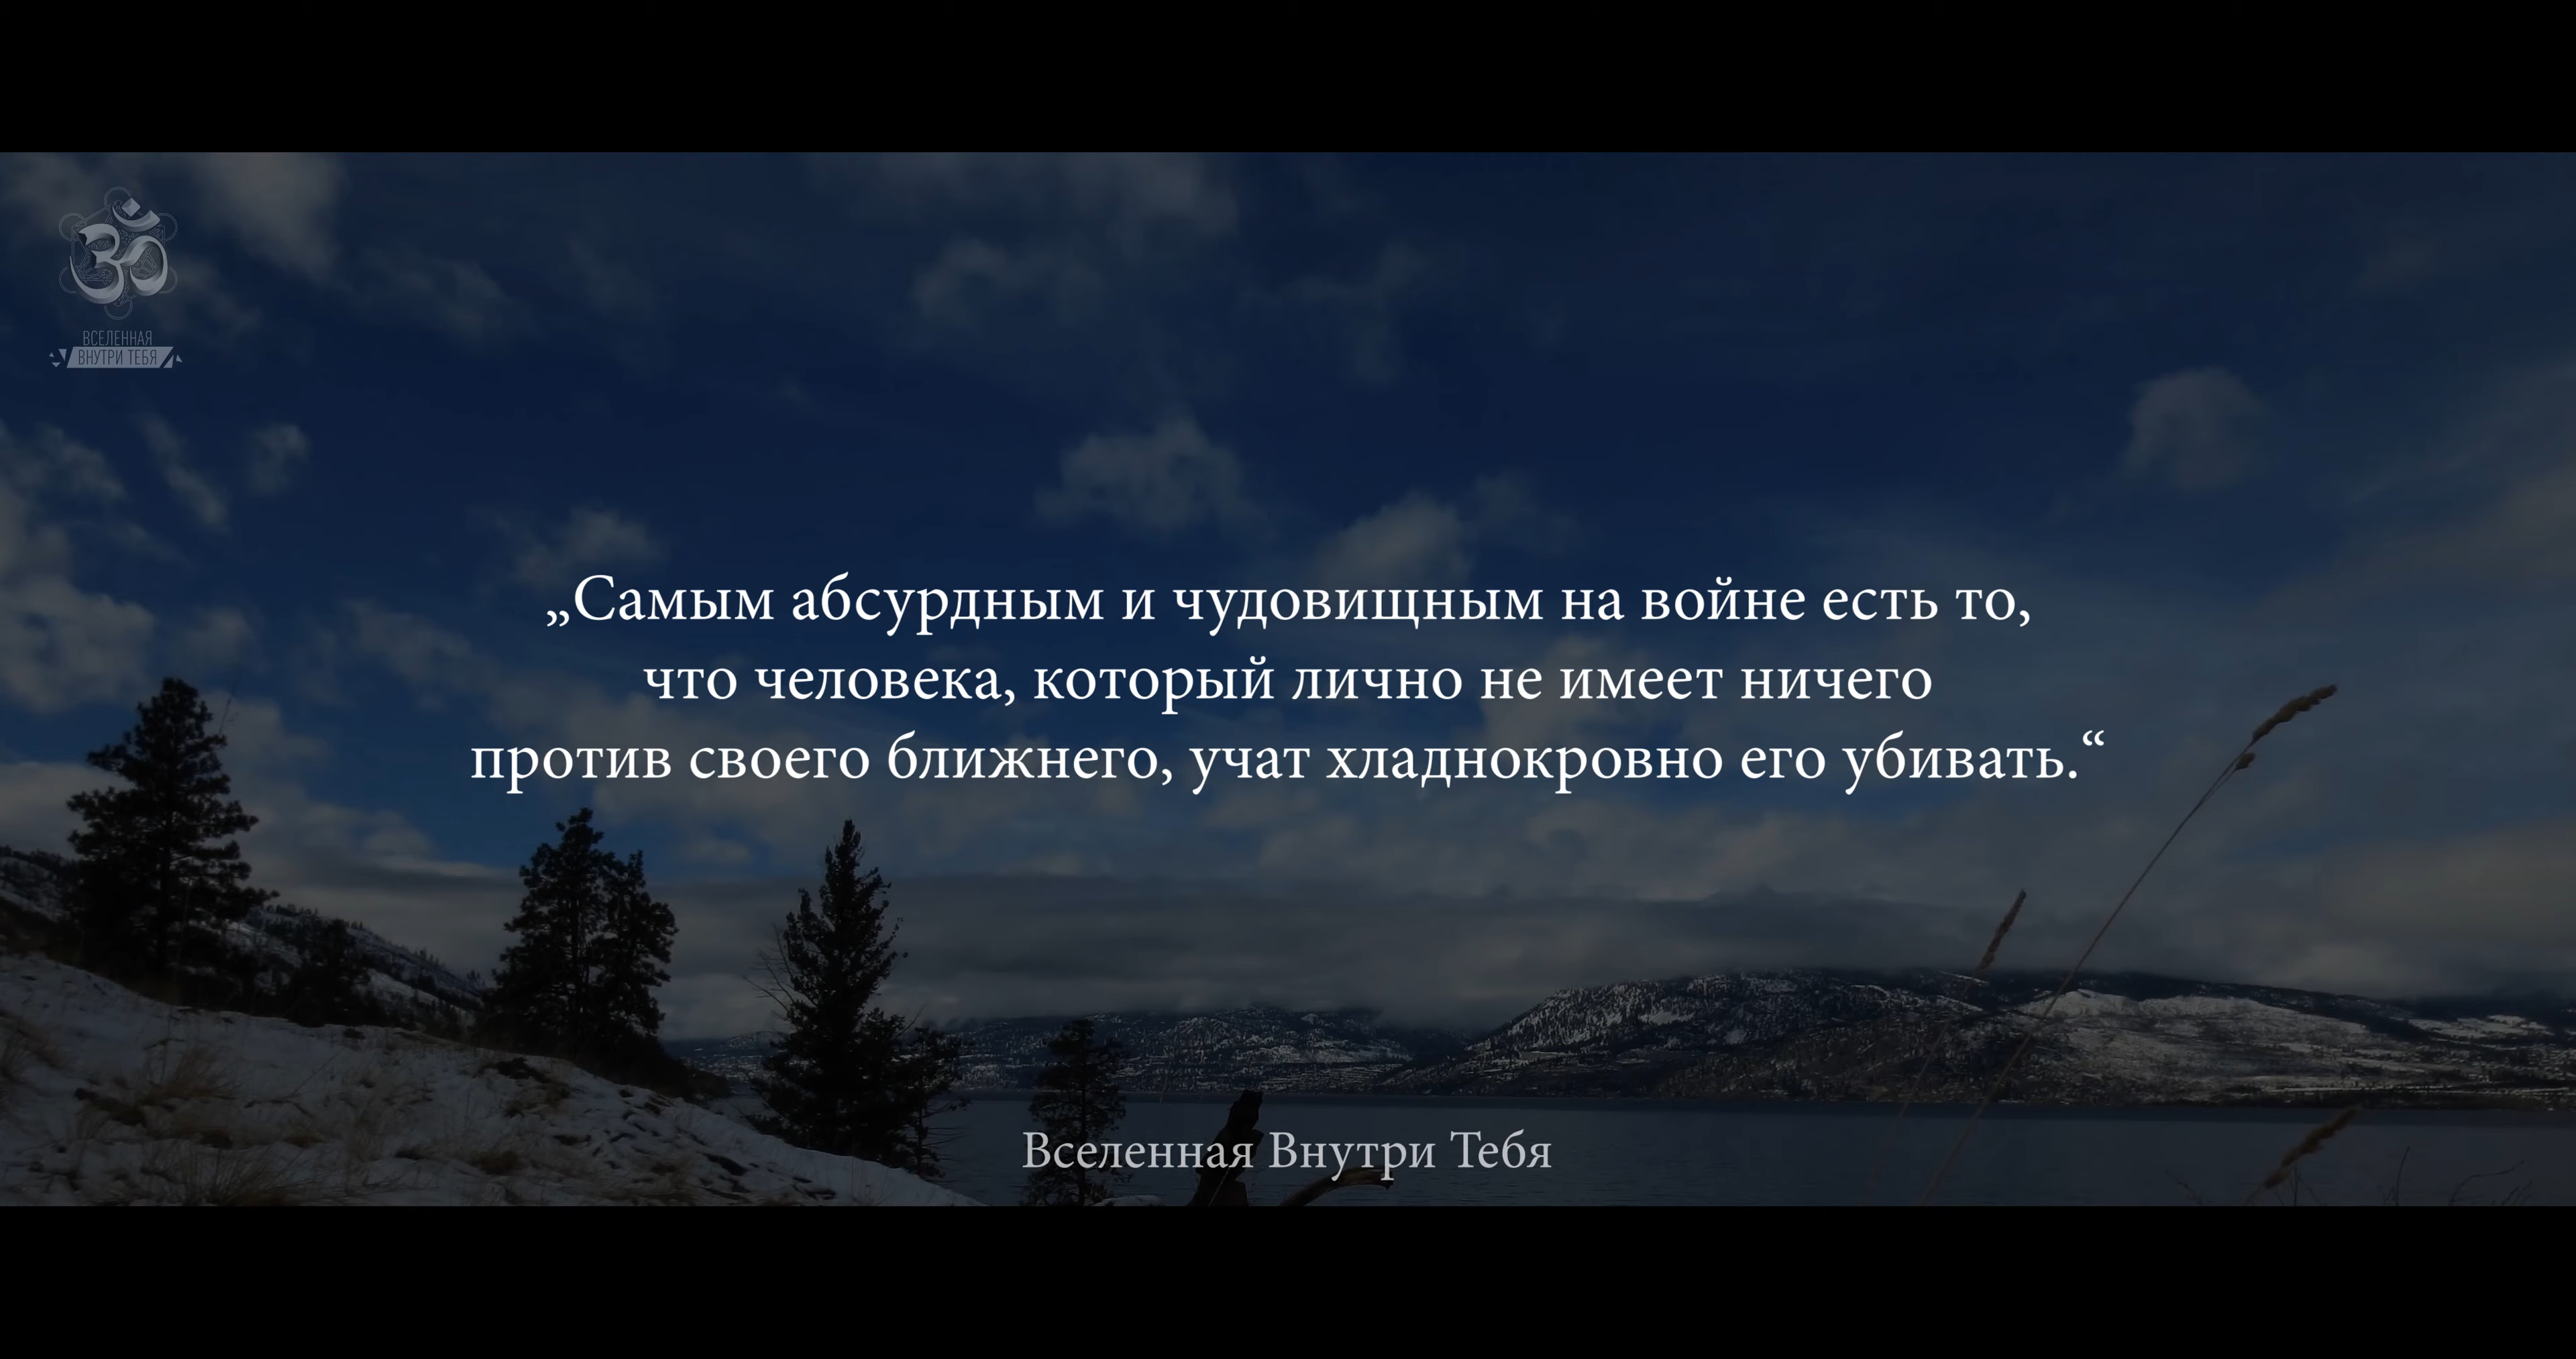 ВСЕЛЕННАЯ
ВНУТРИ ТЕБЯ
„Самым абсурдным и чудовищным на войне есть то,
что человека, который лично не имеет ничего
против своего ближнего, учат хладнокровно его убивать.“
Вселенная Внутри Тебя